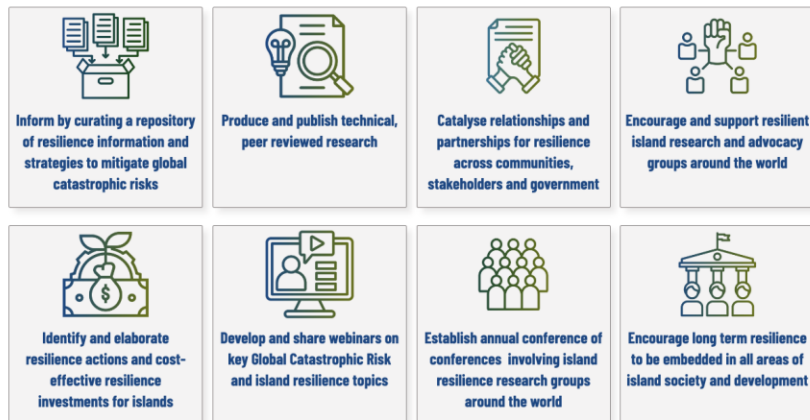 Inform by curating a repository
of resilience information and
strategies to mitigate global
catastrophic risks
Produce and publish technical,
peer reviewed research
Catalyse relationships and
partnerships for resilience
across communities,
stakeholders and government
Encourage and support resilient
island research and advocacy
groups around the world
$
Identify and elaborate
resilience actions and cost-
effective resilience
investments for islands
Develop and share webinars on
key Global Catastrophic Risk
and island resilience topics
Establish annual conference of
conferences involving island
resilience research groups
around the world
Encourage long term resilience
to be embedded in all areas of
island society and development